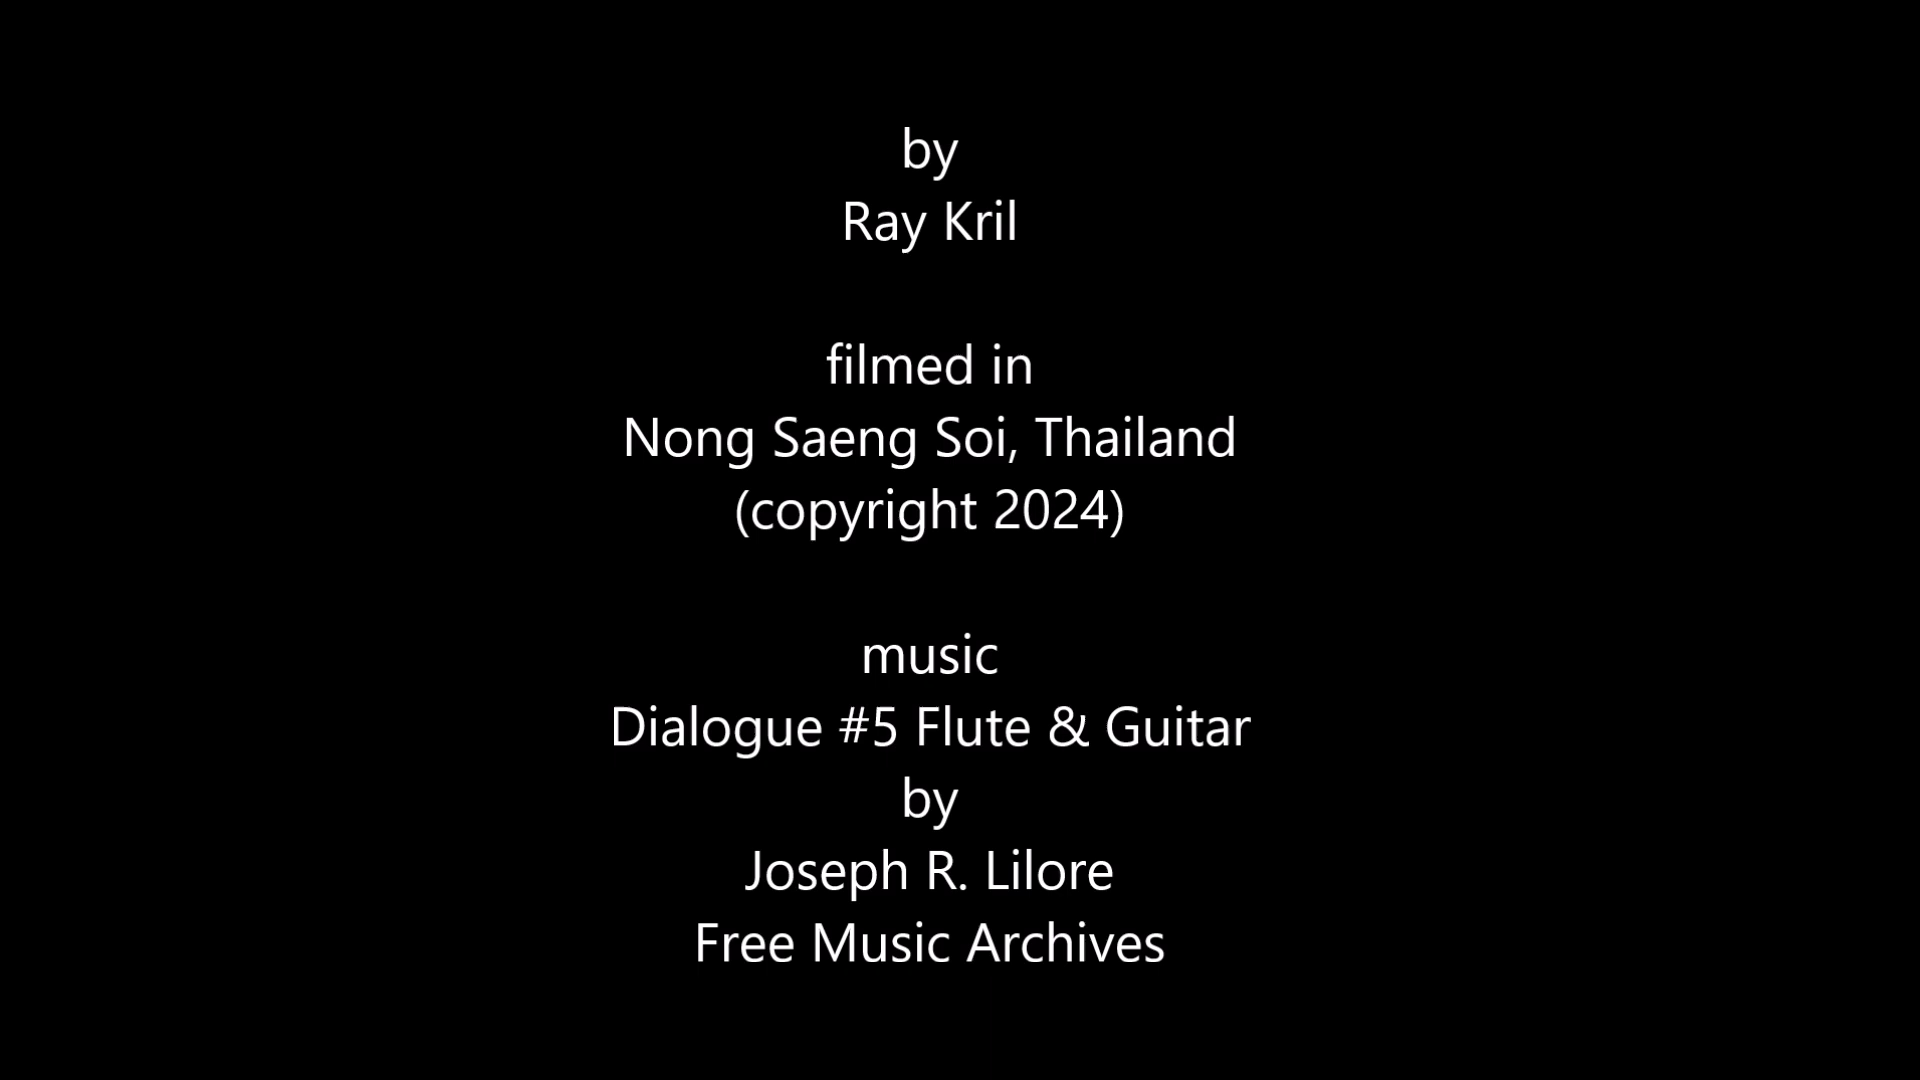 by
Ray Kril
filmed in
Nong Saeng Soi, Thailand
(copyright 2024)
music
Dialogue #5 Flute & Guitar
by
Joseph R. Lilore
Free Music Archives